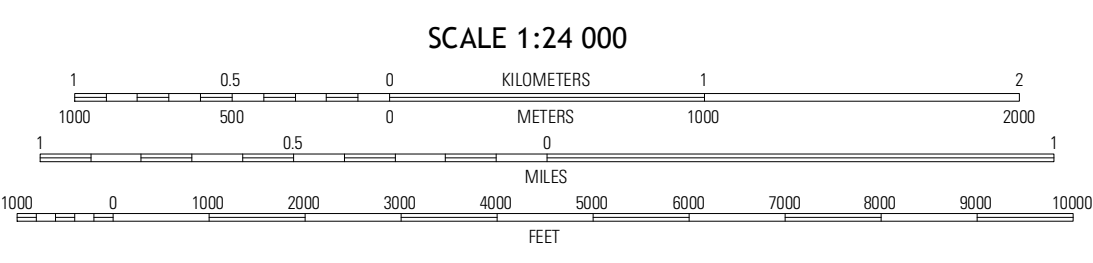 SCALE 1:24 000
1 0.5 0 KILOMETERS 1 2
1000 500 0 METERS 1000 2000
1 0.5 0 1
MILES
1000 0 1000 2000 3000 4000 5000 6000 7000 8000 9000 10000
FEET